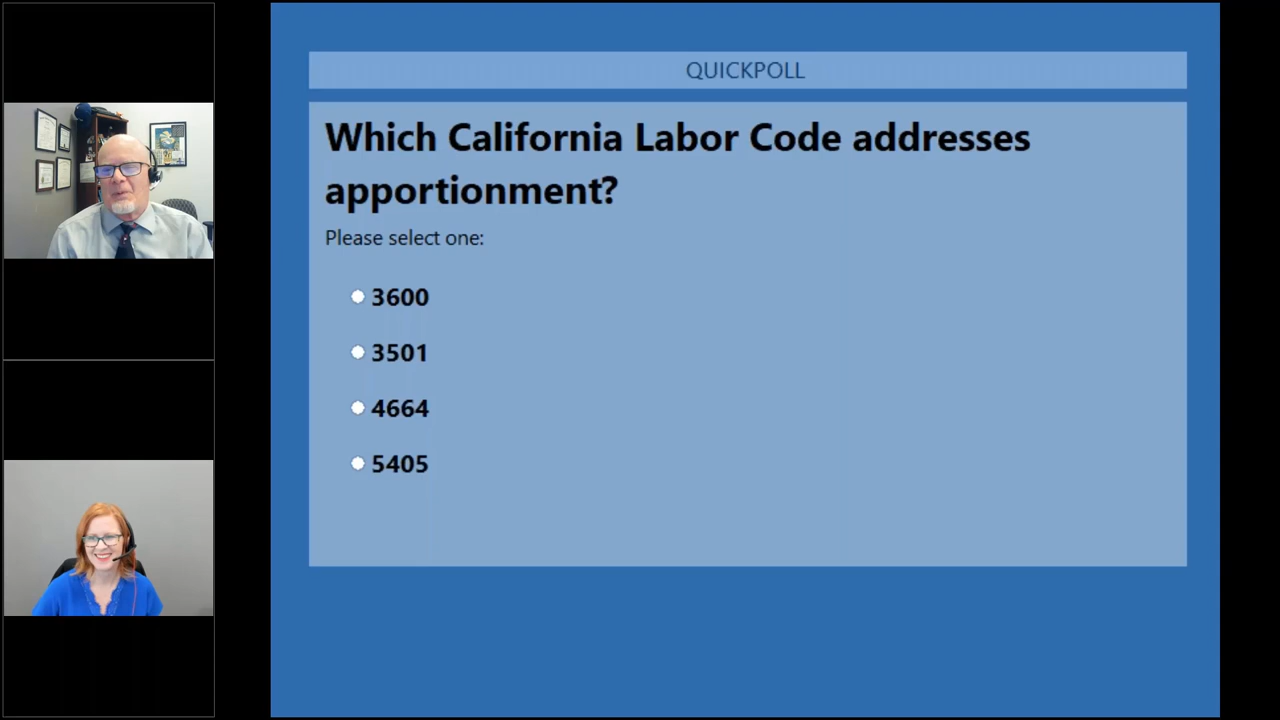 QUICKPOLL
Which California Labor Code addresses
apportionment?
Please select one:
3600
3501
4664
5405